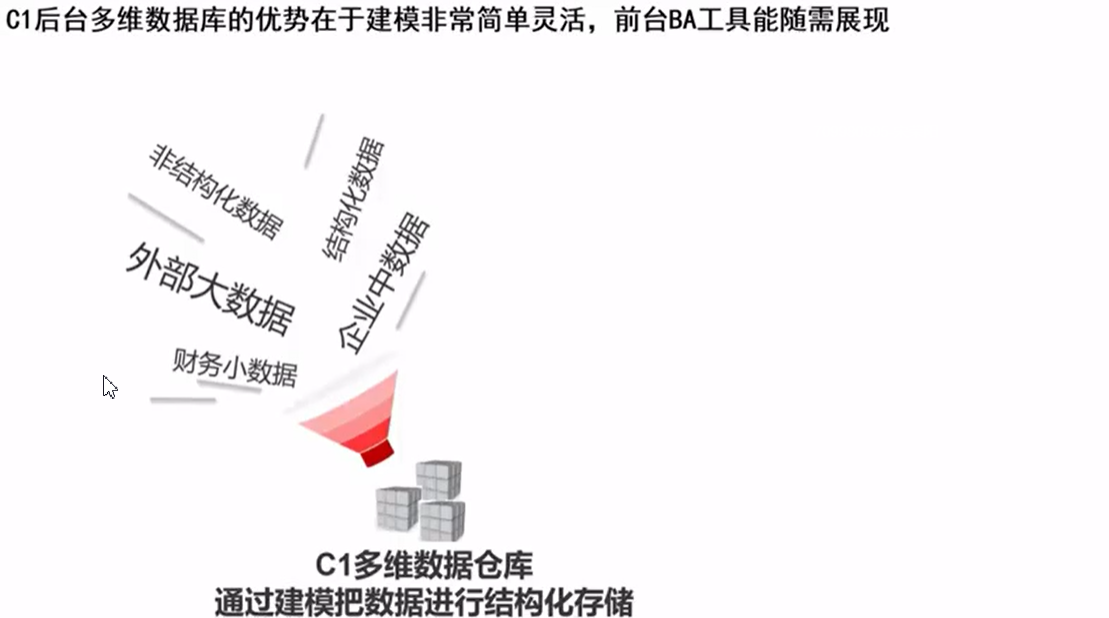 C1后台多维数据库的优势在于建模非常简单灵活，前台BA工具能随需展现
非结构化数据
结构化数据
外部大数据
企业中数据
财务小数据
C1多维数据仓库
通过建模把数据进行结构化存储